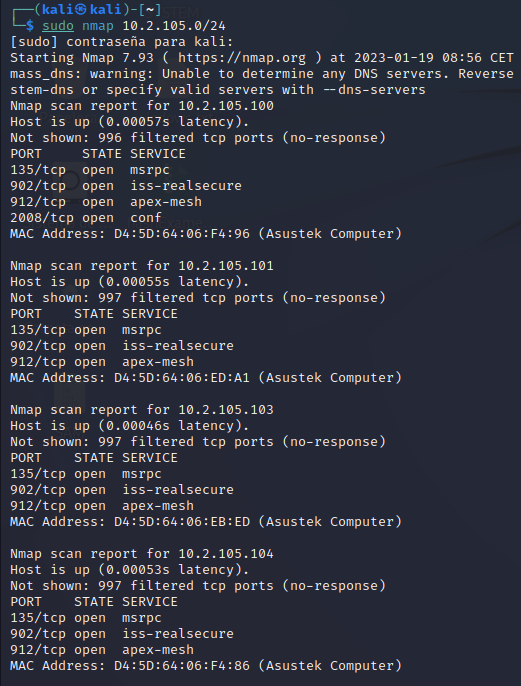 ┌──(kali㉿kali)-[~]
└─$ sudo nmap 10.2.105.0/24
[sudo] contraseña para kali:
Starting Nmap 7.93 ( https://nmap.org ) at 2023-01-19 08:56 CET
mass_dns: warning: Unable to determine any DNS servers. Reverse
stem-dns or specify valid servers with --dns-servers
Nmap scan report for 10.2.105.100
Host is up (0.00057s latency).
Not shown: 996 filtered tcp ports (no-response)
PORT     STATE SERVICE
135/tcp  open  msrpc
902/tcp  open  iss-realsecure
912/tcp  open  apex-mesh
2008/tcp open  conf
MAC Address: D4:5D:64:06:F4:96 (Asustek Computer)

Nmap scan report for 10.2.105.101
Host is up (0.00055s latency).
Not shown: 997 filtered tcp ports (no-response)
PORT    STATE SERVICE
135/tcp open  msrpc
902/tcp open  iss-realsecure
912/tcp open  apex-mesh
MAC Address: D4:5D:64:06:ED:A1 (Asustek Computer)

Nmap scan report for 10.2.105.103
Host is up (0.00046s latency).
Not shown: 997 filtered tcp ports (no-response)
PORT    STATE SERVICE
135/tcp open  msrpc
902/tcp open  iss-realsecure
912/tcp open  apex-mesh
MAC Address: D4:5D:64:06:EB:ED (Asustek Computer)

Nmap scan report for 10.2.105.104
Host is up (0.00053s latency).
Not shown: 997 filtered tcp ports (no-response)
PORT    STATE SERVICE
135/tcp open  msrpc
902/tcp open  iss-realsecure
912/tcp open  apex-mesh
MAC Address: D4:5D:64:06:F4:86 (Asustek Computer)